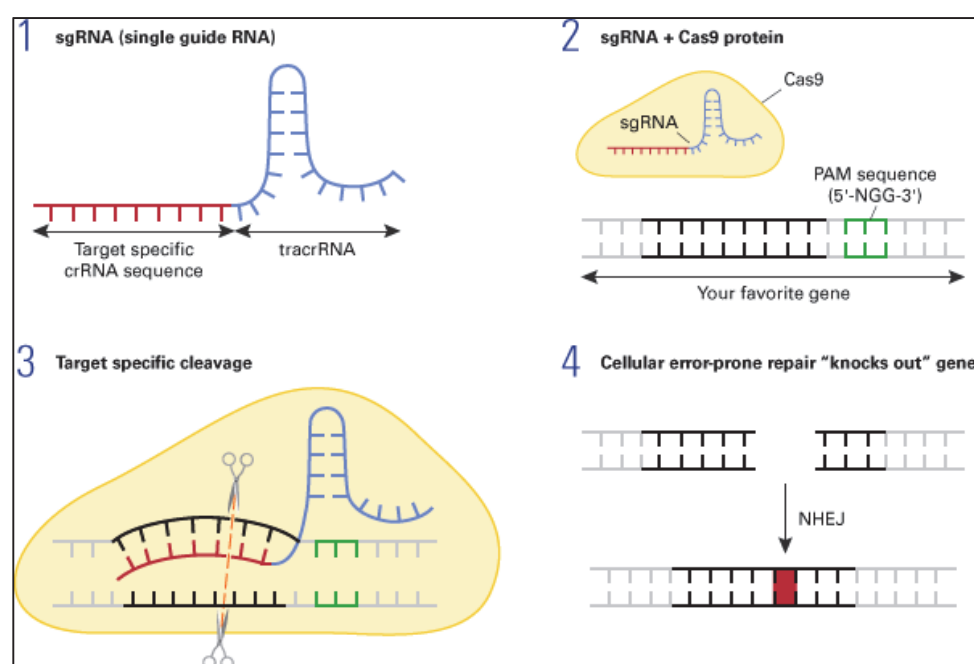 1 sgRNA (single guide RNA)
Target specific
crRNA sequence
tracrRNA
2 sgRNA + Cas9 protein
Cas9
sgRNA
PAM sequence
(5'-NGG-3')
Your favorite gene
3 Target specific cleavage
4 Cellular error-prone repair “knocks out” gene
NHEJ